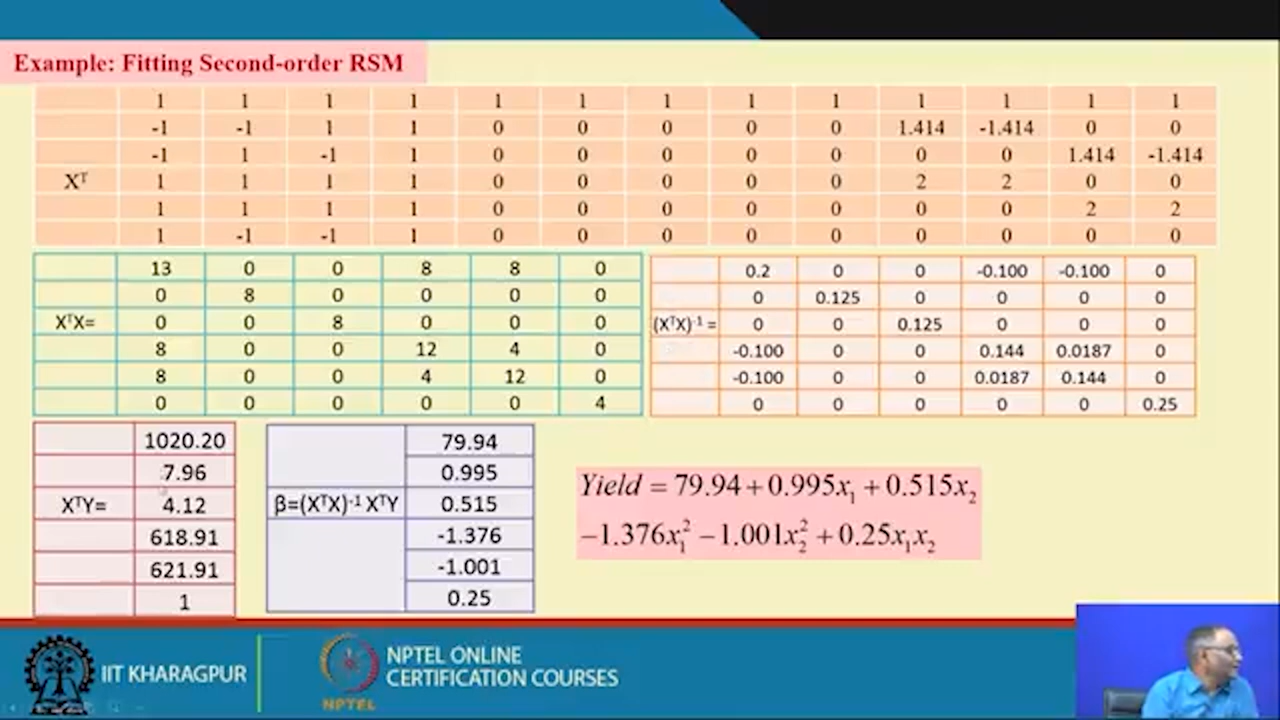 Example: Fitting Second-order RSM
1 1 1 1 1 1 1 1 1 1 1 1 1
-1 -1 1 1 0 0 0 0 0 1.414 -1.414 0 0
-1 1 -1 1 0 0 0 0 0 0 0 1.414 -1.414
Xᵀ 1 1 1 1 0 0 0 0 0 2 2 0 0
1 1 1 1 0 0 0 0 0 0 0 2 2
1 -1 -1 1 0 0 0 0 0 0 0 0 0
13 0 0 8 8 0
0 8 0 0 0 0
XᵀX= 0 0 8 0 0 0
8 0 0 12 4 0
8 0 0 4 12 0
0 0 0 0 0 4
0.2 0 0 -0.100 -0.100 0
0 0.125 0 0 0 0
(XᵀX)⁻¹ = 0 0 0.125 0 0 0
-0.100 0 0 0.144 0.0187 0
-0.100 0 0 0.0187 0.144 0
0 0 0 0 0 0.25
1020.20
7.96
XᵀY= 4.12
618.91
621.91
1
79.94
0.995
β=(XᵀX)⁻¹ XᵀY 0.515
-1.376
-1.001
0.25
Yield = 79.94 + 0.995x₁ + 0.515x₂
−1.376x₁² −1.001x₂² + 0.25x₁x₂
IIT KHARAGPUR
NPTEL
NPTEL ONLINE
CERTIFICATION COURSES